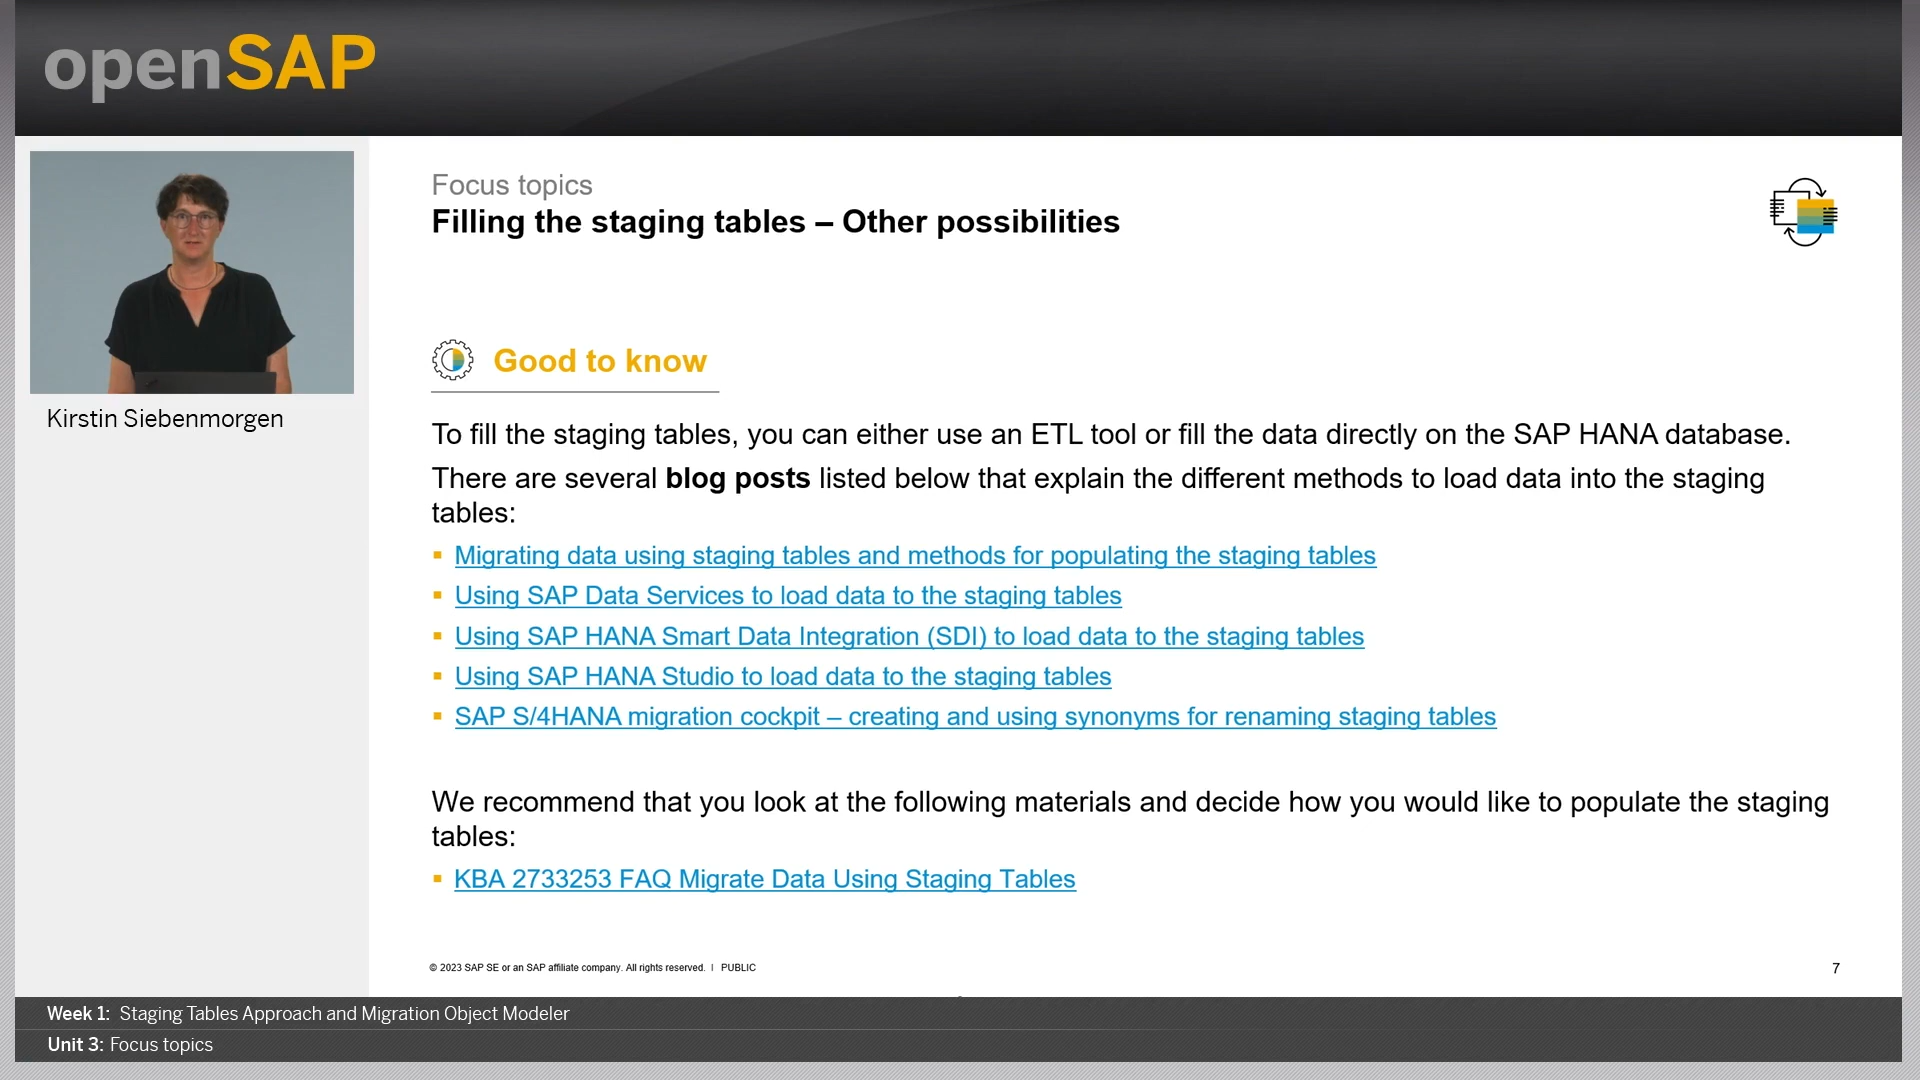 openSAP
Focus topics
Filling the staging tables – Other possibilities
Good to know
Kirstin Siebenmorgen
To fill the staging tables, you can either use an ETL tool or fill the data directly on the SAP HANA database.
There are several blog posts listed below that explain the different methods to load data into the staging
tables:
▪ Migrating data using staging tables and methods for populating the staging tables
▪ Using SAP Data Services to load data to the staging tables
▪ Using SAP HANA Smart Data Integration (SDI) to load data to the staging tables
▪ Using SAP HANA Studio to load data to the staging tables
▪ SAP S/4HANA migration cockpit – creating and using synonyms for renaming staging tables
We recommend that you look at the following materials and decide how you would like to populate the staging
tables:
▪ KBA 2733253 FAQ Migrate Data Using Staging Tables
© 2023 SAP SE or an SAP affiliate company. All rights reserved. | PUBLIC
7
Week 1: Staging Tables Approach and Migration Object Modeler
Unit 3: Focus topics